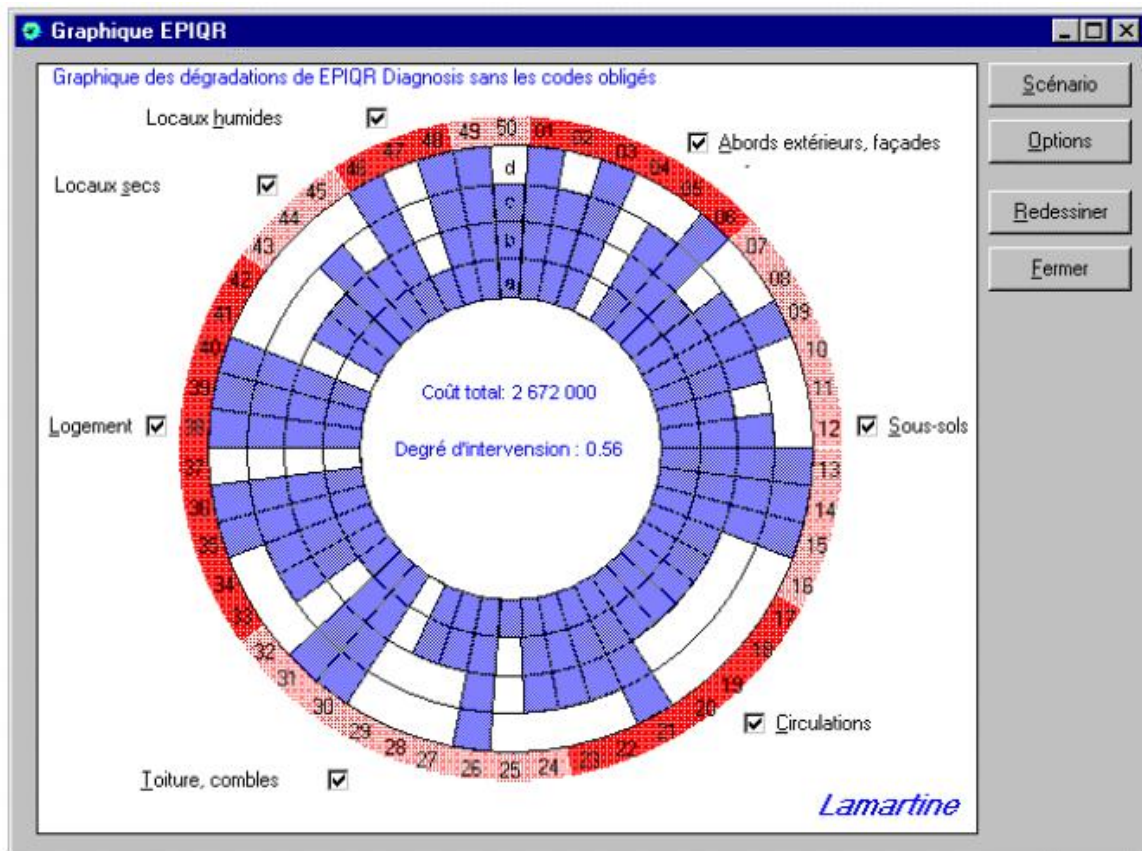 Graphique EPIQR
Graphique des dégradations de EPIQR Diagnosis sans les codes obligés
Scénario
Options
Redessiner
Fermer
Locaux humides
Abords extérieurs, façades
Locaux secs
Logement
Sous-sols
Circulations
Toiture, combles
01
02
03
04
05
06
07
08
09
10
11
12
13
14
15
16
17
18
19
20
21
22
23
24
25
26
27
28
29
30
31
32
33
34
35
36
37
38
39
40
41
42
43
44
45
46
47
48
49
50
d
c
b
a
Coût total: 2 672 000
Degré d'intervension : 0.56
Lamartine